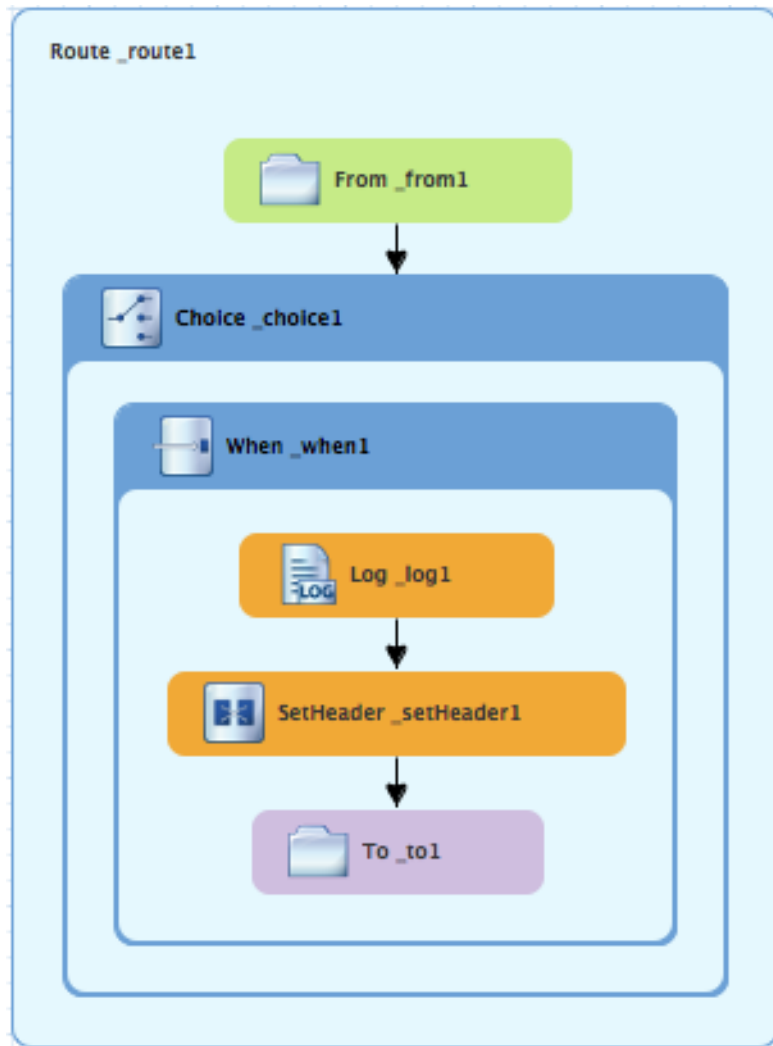 Route _route1
From _from1
Choice _choice1
When _when1
Log _log1
LOG
SetHeader _setHeader1
To _to1